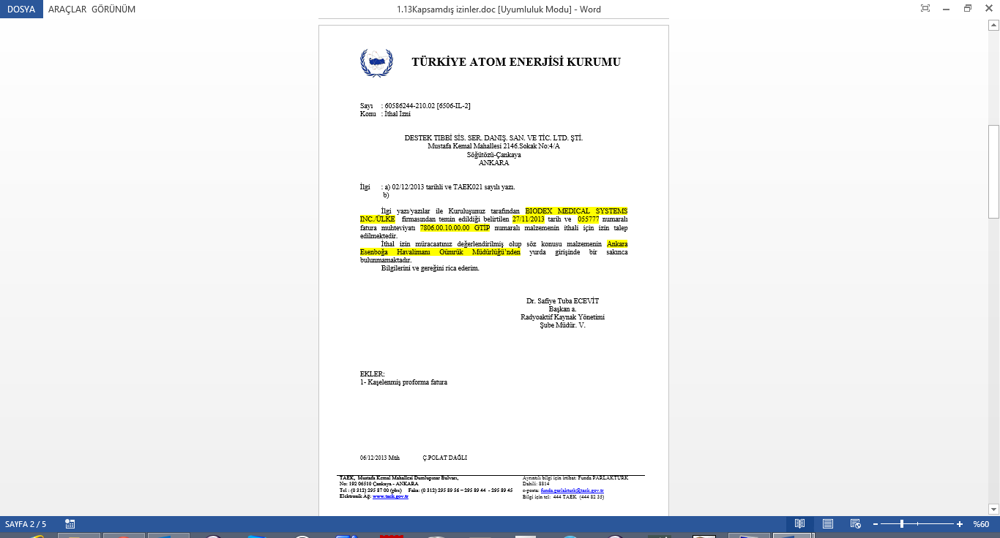 DOSYA ARAÇLAR GÖRÜNÜM 1.13Kapsamdış izinler.doc [Uyumluluk Modu] - Word
TÜRKİYE ATOM ENERJİSİ KURUMU
Sayı : 60586244-210.02 [6506-IL-2]
Konu : İthal İzni
DESTEK TIBBİ SİS. SER. DANIŞ. SAN. VE TİC. LTD. ŞTİ.
Mustafa Kemal Mahallesi 2146.Sokak No:4/A
Söğütözü-Çankaya
ANKARA
İlgi : a) 02/12/2013 tarihli ve TAEK021 sayılı yazı.
b)
İlgi yazı/yazılar ile Kuruluşunuz tarafından BIODEX MEDICAL SYSTEMS
INC./ÜLKE firmasından temin edildiği belirtilen 27/11/2013 tarih ve 055777 numaralı
fatura muhteviyatı 7806.00.10.00.00 GTİP numaralı malzemenin ithali için izin talep
edilmektedir.
İthal izin müracaatınız değerlendirilmiş olup söz konusu malzemenin Ankara
Esenboğa Havalimanı Gümrük Müdürlüğü’nden yurda girişinde bir sakınca
bulunmamaktadır.
Bilgilerini ve gereğini rica ederim.
Dr. Safiye Tuba ECEVİT
Başkan a.
Radyoaktif Kaynak Yönetimi
Şube Müdür. V.
EKLER:
1- Kaşelenmiş proforma fatura
06/12/2013 Müh Ç.POLAT DAĞLI
TAEK, Mustafa Kemal Mahallesi Dumlupınar Bulvarı,
No: 192 06510 Çankaya - ANKARA
Tel : (0 312) 295 87 00 (pbx) Faks: (0 312) 295 89 56 – 295 89 44 - 295 89 45
Elektronik Ağ: www.taek.gov.tr
Ayrıntılı bilgi için irtibat: Funda PARLAKTÜRK
Dahili: 8814
e-posta: funda.parlakturk@taek.gov.tr
Bilgi için tel: 444 TAEK (444 82 35)
SAYFA 2 / 5 %60